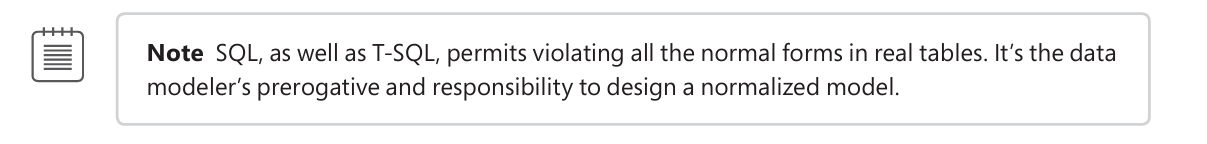 Note SQL, as well as T-SQL, permits violating all the normal forms in real tables. It’s the data
modeler’s prerogative and responsibility to design a normalized model.